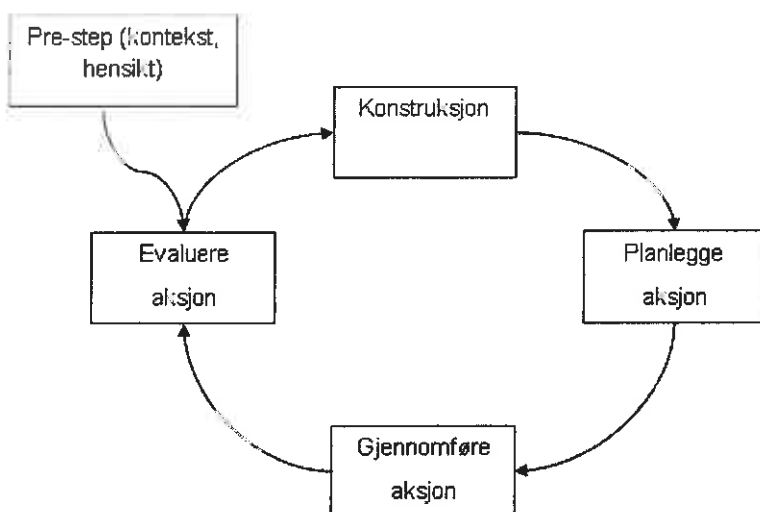 Pre-step (kontekst,
hensikt)
Konstruksjon
Evaluere
aksjon
Planlegge
aksjon
Gjennomføre
aksjon